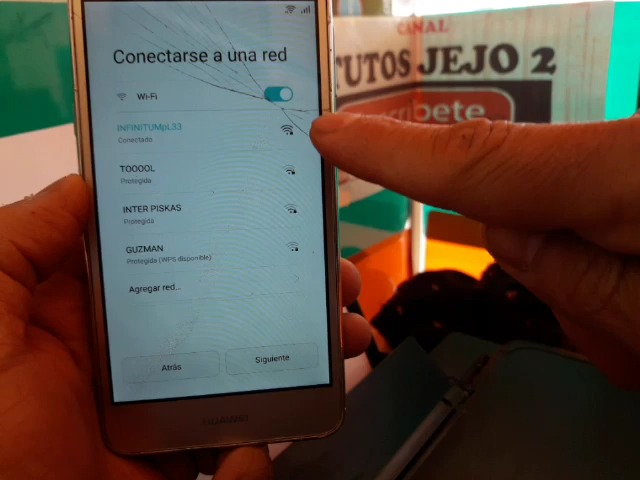 Conectarse a una red
Wi-Fi
INFINITUMpL33
Conectado
TOOOOL
Protegida
INTER PISKAS
Protegida
GUZMAN
Protegida (WPS disponible)
Agregar red...
Atrás
Siguiente
HUAWEI
CANAL
TUTOS JEJO 2